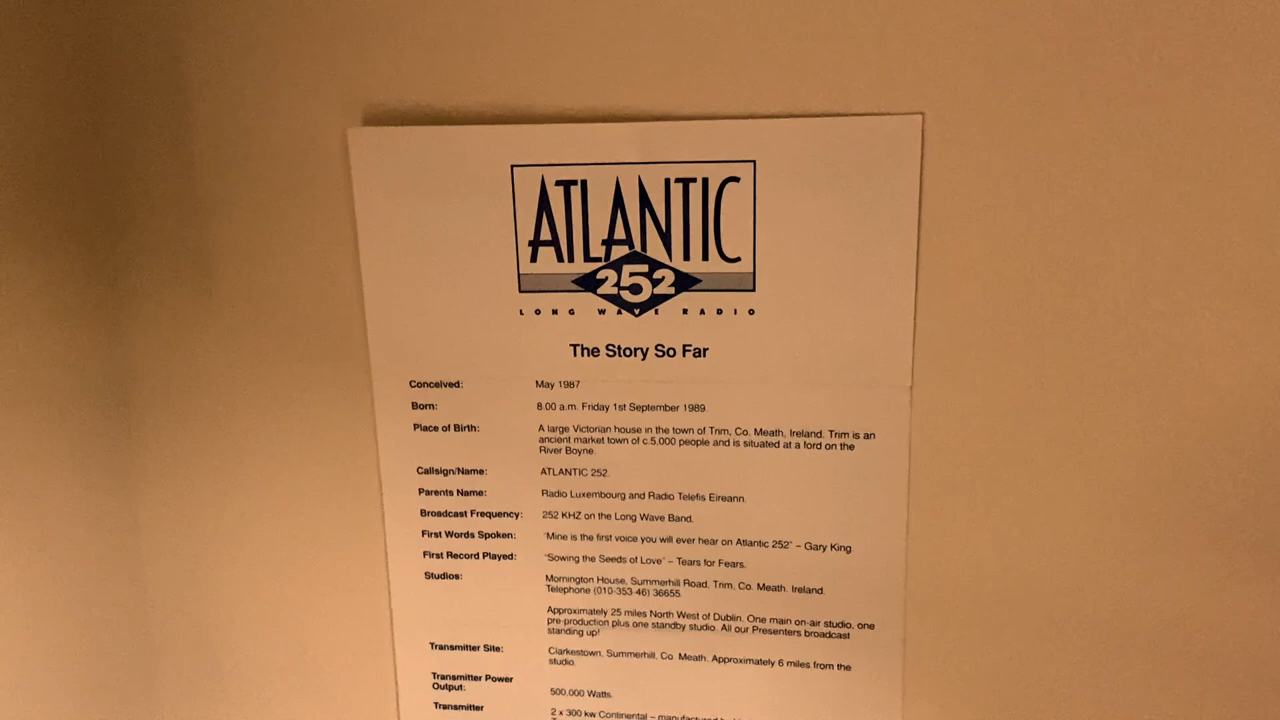 ATLANTIC
252
LONG WAVE RADIO
The Story So Far
Conceived: May 1987
Born: 8.00 a.m. Friday 1st September 1989.
Place of Birth: A large Victorian house in the town of Trim, Co. Meath, Ireland. Trim is an
ancient market town of c.5,000 people and is situated at a ford on the
River Boyne.
Callsign/Name: ATLANTIC 252.
Parents Name: Radio Luxembourg and Radio Telefis Eireann.
Broadcast Frequency: 252 KHZ on the Long Wave Band.
First Words Spoken: "Mine is the first voice you will ever hear on Atlantic 252" – Gary King.
First Record Played: "Sowing the Seeds of Love" – Tears for Fears.
Studios: Mornington House, Summerhill Road, Trim, Co. Meath. Ireland.
Telephone (010-353-46) 36655.
Approximately 25 miles North West of Dublin. One main on-air studio, one
pre-production plus one standby studio. All our Presenters broadcast
standing up!
Transmitter Site: Clarkestown, Summerhill, Co. Meath. Approximately 6 miles from the
studio.
Transmitter Power
Output: 500,000 Watts.
Transmitter 2 x 300 kw Continental –